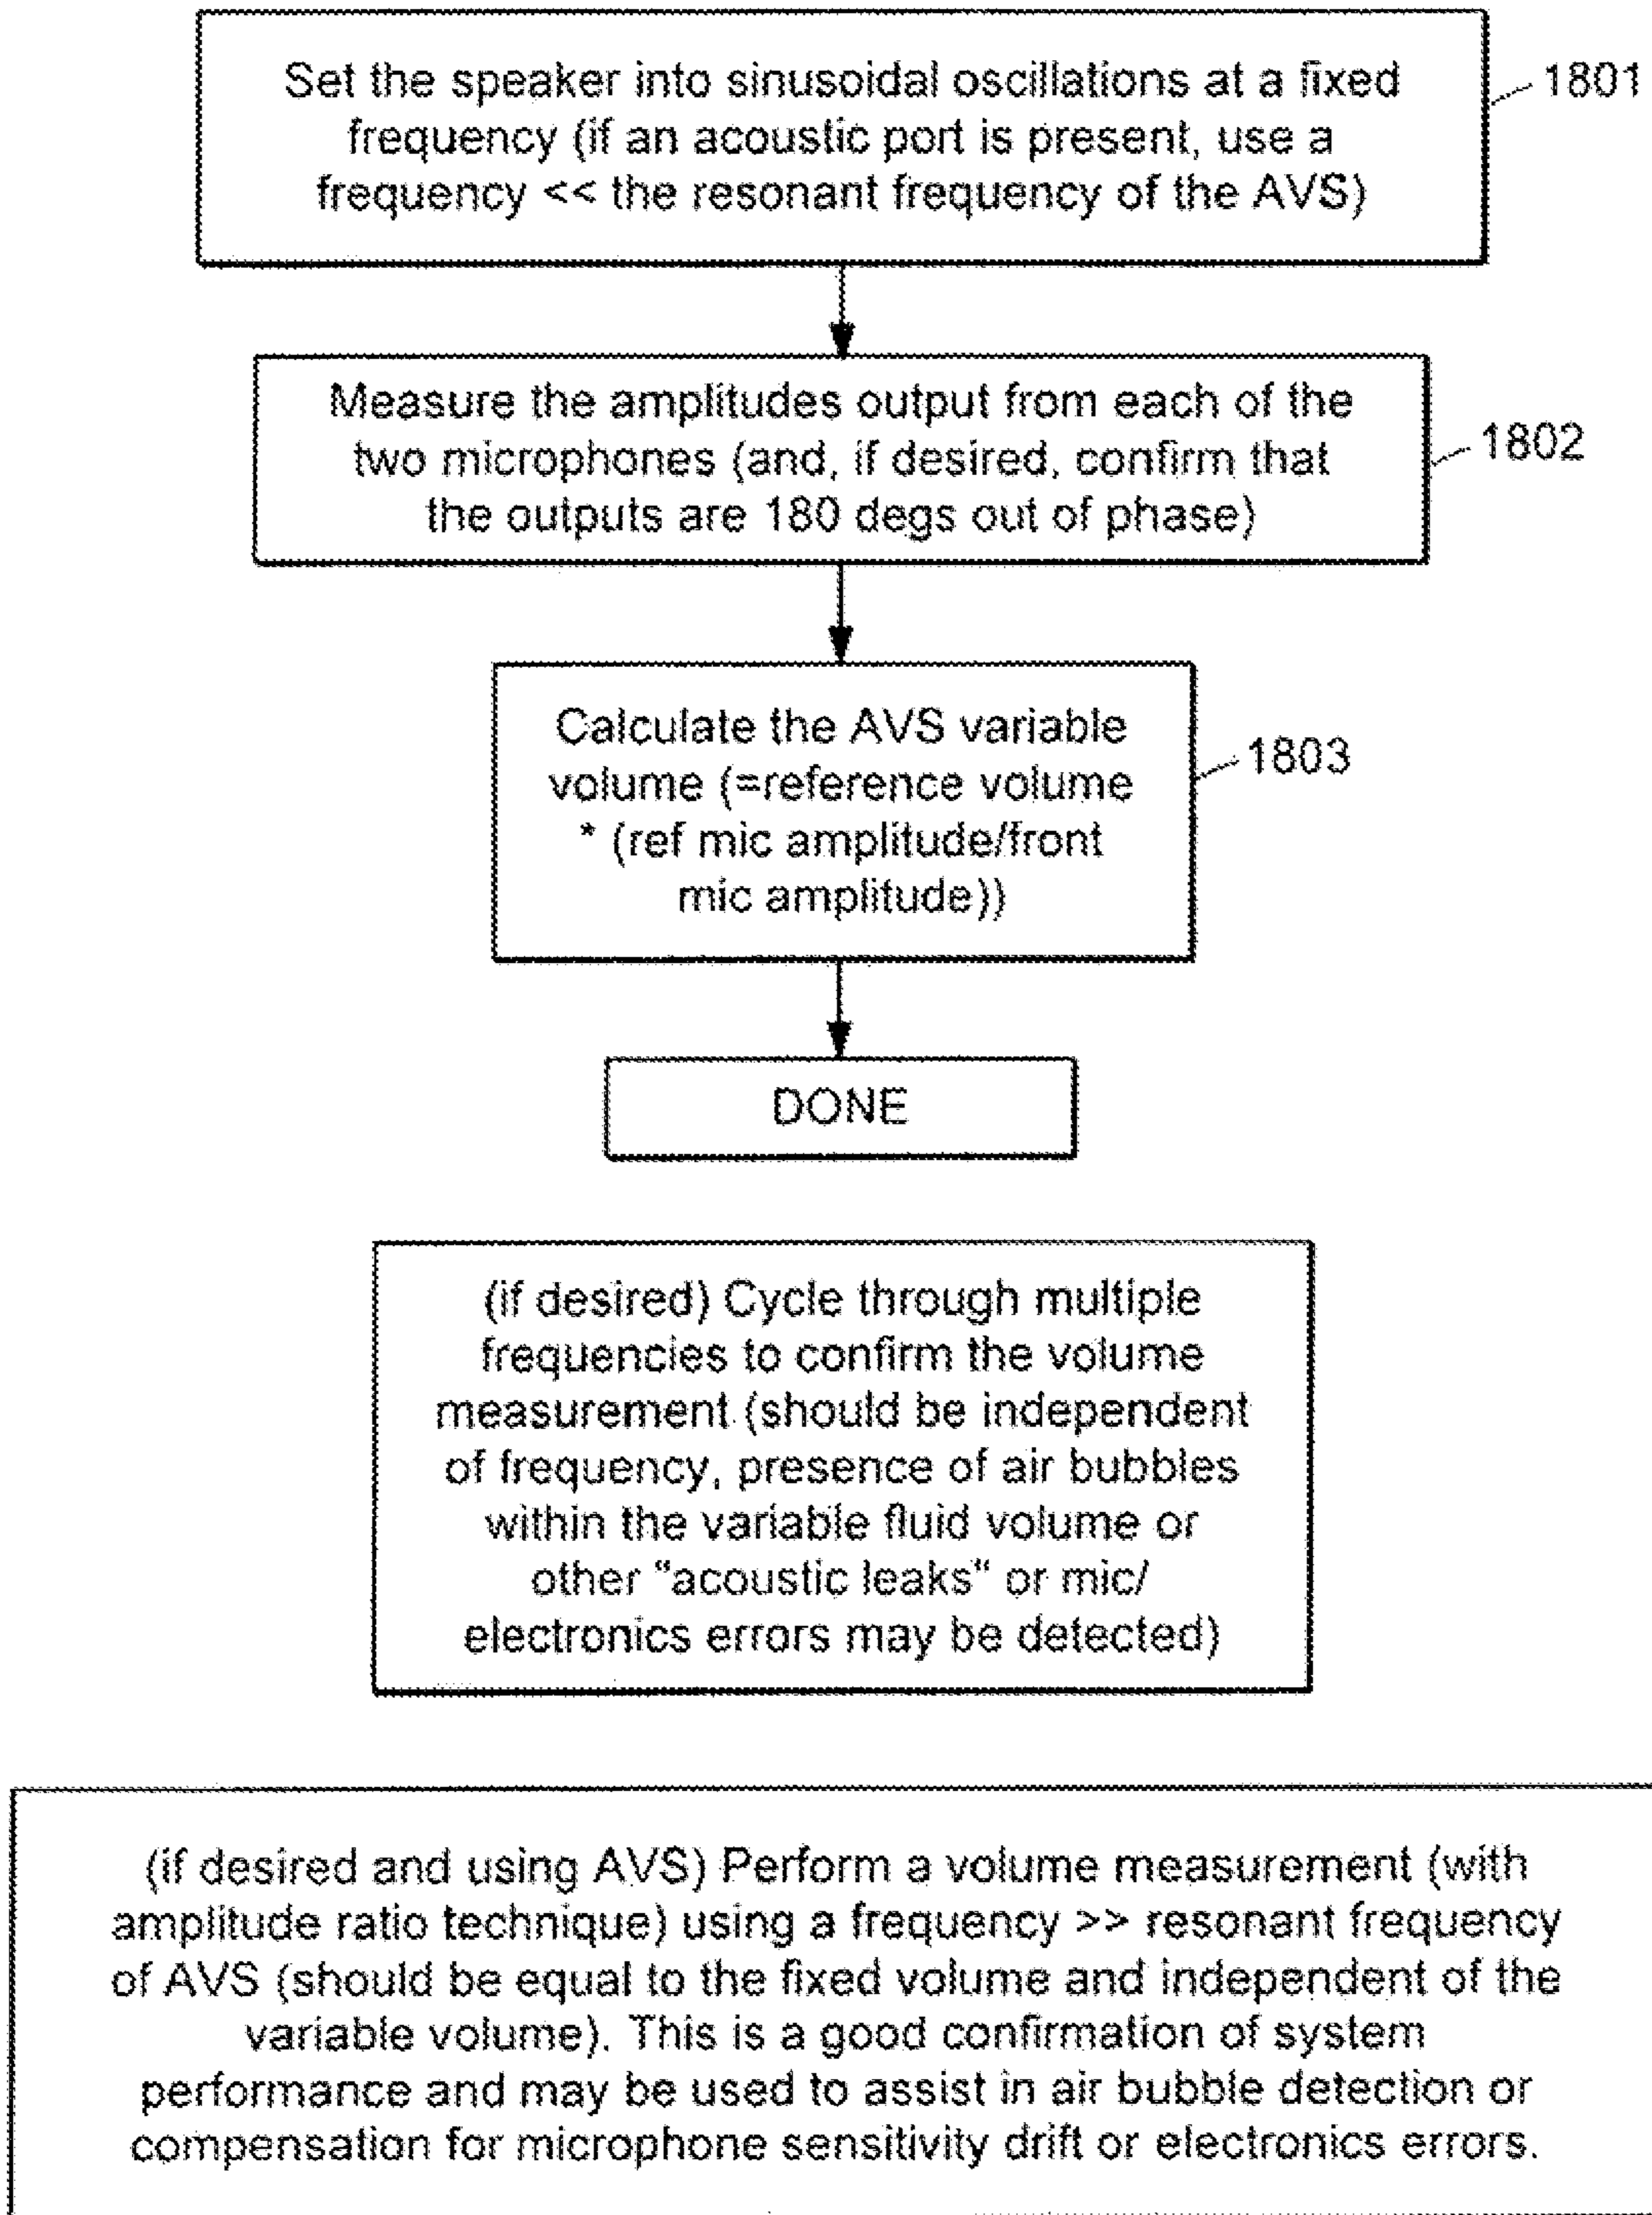 Set the speaker into sinusoidal oscillations at a fixed
frequency (if an acoustic port is present, use a
frequency << the resonant frequency of the AVS)
1801
Measure the amplitudes output from each of the
two microphones (and, if desired, confirm that
the outputs are 180 degs out of phase)
1802
Calculate the AVS variable
volume (=reference volume
* (ref mic amplitude/front
mic amplitude))
1803
DONE
(if desired) Cycle through multiple
frequencies to confirm the volume
measurement (should be independent
of frequency, presence of air bubbles
within the variable fluid volume or
other "acoustic leaks" or mic/
electronics errors may be detected)
(if desired and using AVS) Perform a volume measurement (with
amplitude ratio technique) using a frequency >> resonant frequency
of AVS (should be equal to the fixed volume and independent of the
variable volume). This is a good confirmation of system
performance and may be used to assist in air bubble detection or
compensation for microphone sensitivity drift or electronics errors.